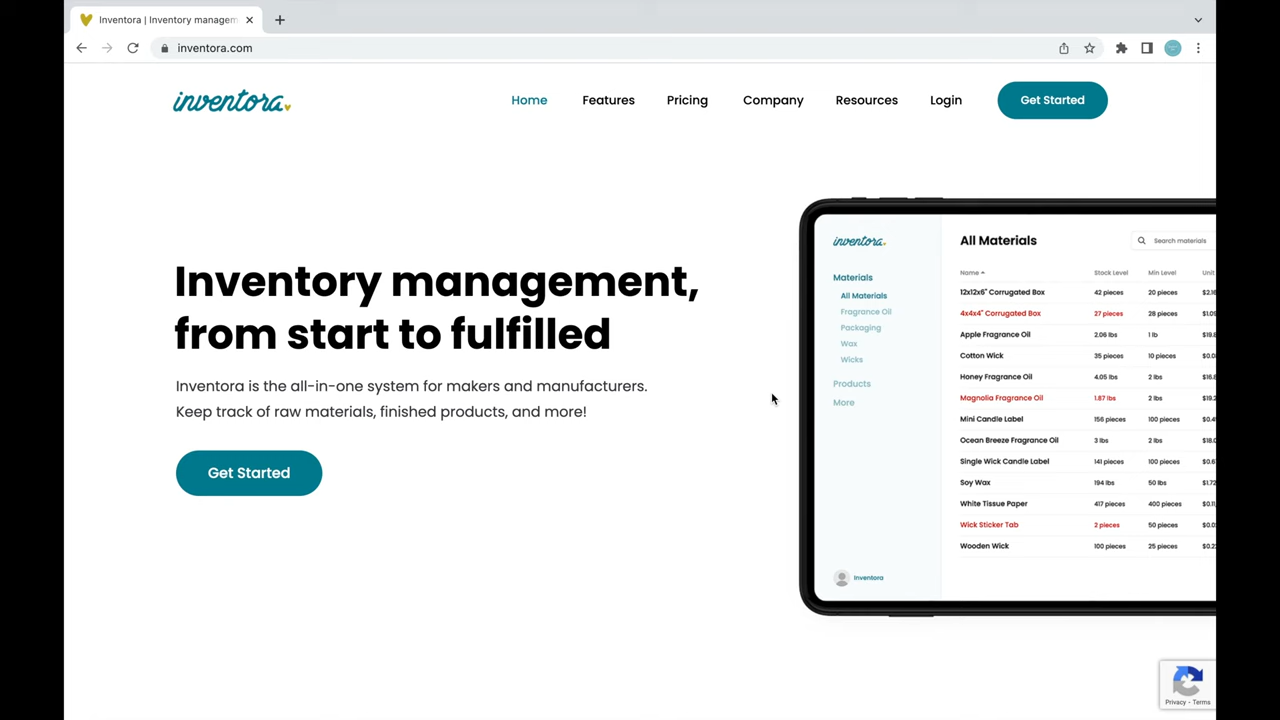 Inventora | Inventory managem
inventora.com
inventora
Home Features Pricing Company Resources Login Get Started
Inventory management,
from start to fulfilled
Inventora is the all-in-one system for makers and manufacturers.
Keep track of raw materials, finished products, and more!
Get Started
inventora
Materials
All Materials
Fragrance Oil
Packaging
Wax
Wicks
Products
More
Inventora
All Materials
Search materials
Name Stock Level Min Level Unit
12x12x6" Corrugated Box 42 pieces 20 pieces
4x4x4" Corrugated Box 27 pieces 28 pieces
Apple Fragrance Oil 2.06 lbs 1 lb
Cotton Wick 35 pieces 10 pieces
Honey Fragrance Oil 4.05 lbs 2 lbs
Magnolia Fragrance Oil 1.87 lbs 2 lbs
Mini Candle Label 156 pieces 100 pieces
Ocean Breeze Fragrance Oil 3 lbs 2 lbs
Single Wick Candle Label 141 pieces 100 pieces
Soy Wax 194 lbs 50 lbs
White Tissue Paper 417 pieces 400 pieces
Wick Sticker Tab 2 pieces 50 pieces
Wooden Wick 100 pieces 25 pieces
Privacy - Terms